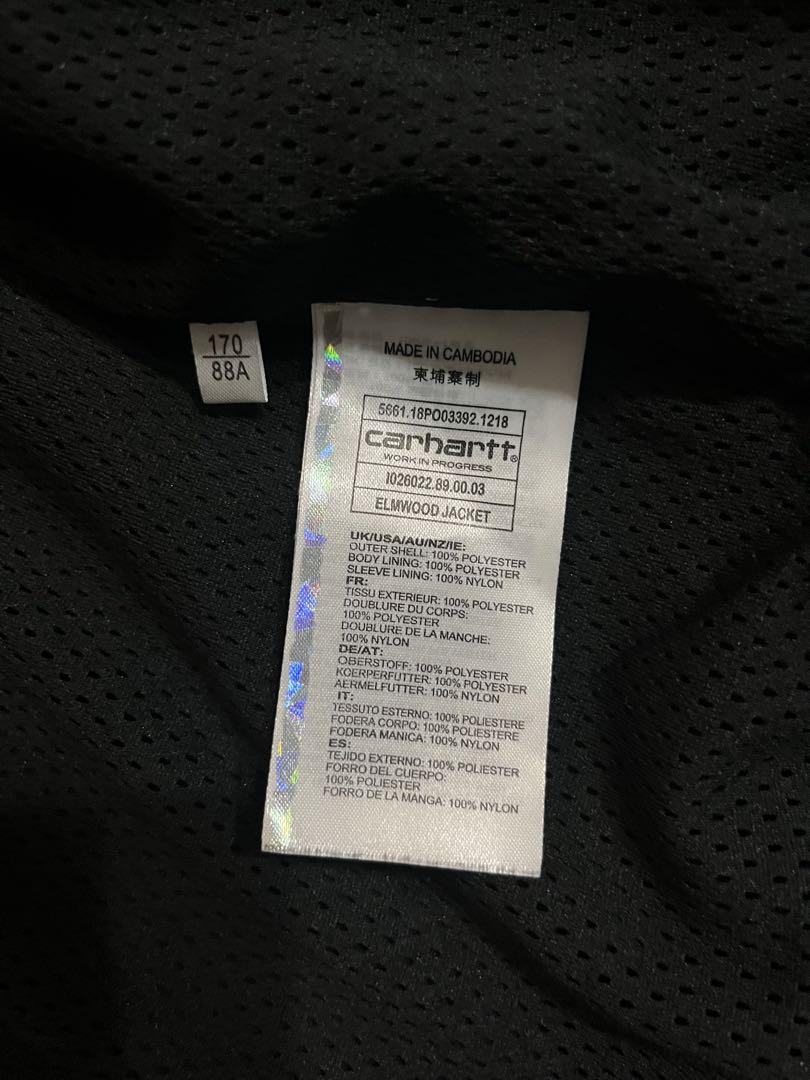 170
88A
MADE IN CAMBODIA
柬埔寨制
5661.18PO03392.1218
carhartt®
WORK IN PROGRESS
I026022.89.00.03
ELMWOOD JACKET
UK/USA/AU/NZ/IE:
OUTER SHELL: 100% POLYESTER
BODY LINING: 100% POLYESTER
SLEEVE LINING: 100% NYLON
FR:
TISSU EXTERIEUR: 100% POLYESTER
DOUBLURE DU CORPS:
100% POLYESTER
DOUBLURE DE LA MANCHE:
100% NYLON
DE/AT:
OBERSTOFF: 100% POLYESTER
KOERPERFUTTER: 100% POLYESTER
AERMELFUTTER: 100% NYLON
IT:
TESSUTO ESTERNO: 100% POLIESTERE
FODERA CORPO: 100% POLIESTERE
FODERA MANICA: 100% NYLON
ES:
TEJIDO EXTERNO: 100% POLIESTER
FORRO DEL CUERPO:
100% POLIESTER
FORRO DE LA MANGA: 100% NYLON